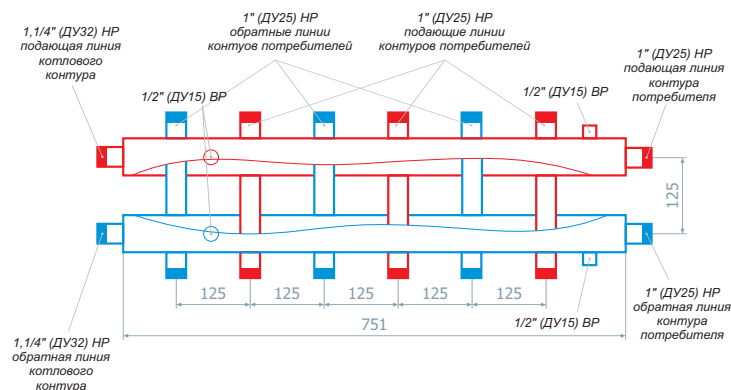 1,1/4" (ДУ32) НР
подающая линия
котлового
контура
1" (ДУ25) НР
обратные линии
контуов потребителей
1" (ДУ25) НР
подающие линии
контуров потребителей
1" (ДУ25) НР
подающая линия
контура
потребителя
1/2" (ДУ15) ВР
1/2" (ДУ15) ВР
125
125
125
125
125
125
751
1/2" (ДУ15) ВР
1,1/4" (ДУ32) НР
обратная линия
котлового
контура
1" (ДУ25) НР
обратная линия
контура
потребителя